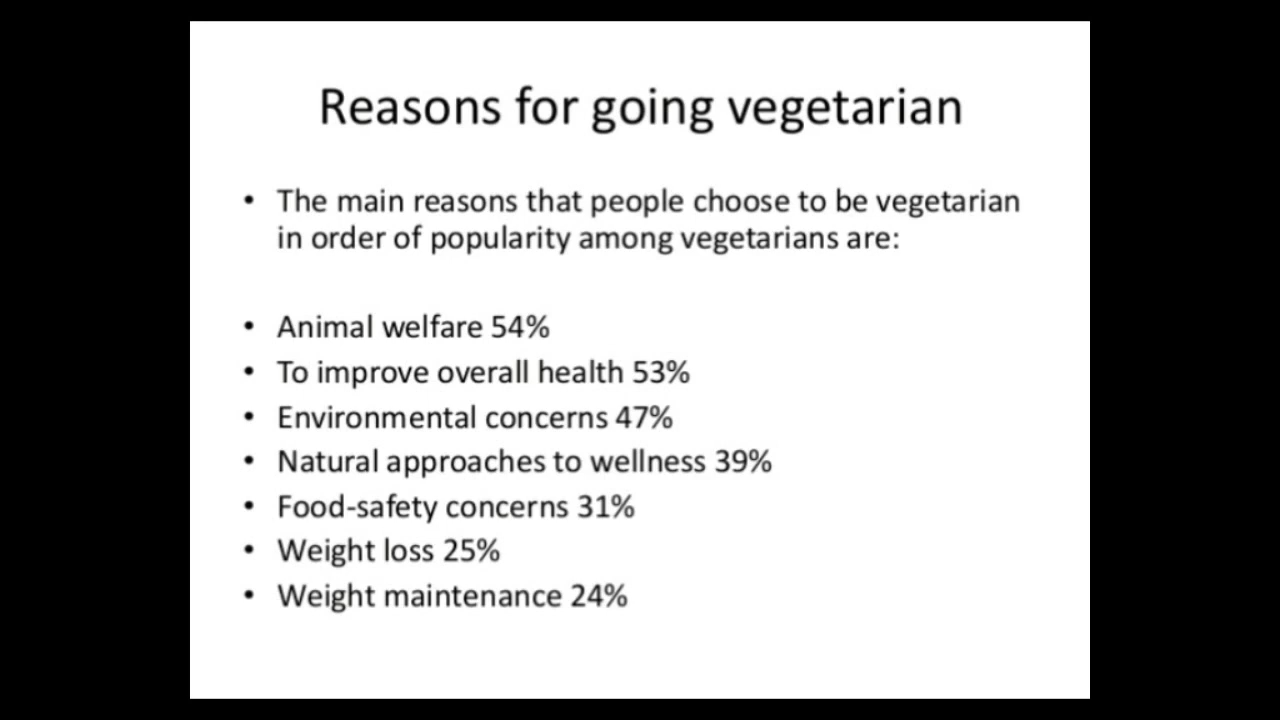 Reasons for going vegetarian
• The main reasons that people choose to be vegetarian
in order of popularity among vegetarians are:
• Animal welfare 54%
• To improve overall health 53%
• Environmental concerns 47%
• Natural approaches to wellness 39%
• Food-safety concerns 31%
• Weight loss 25%
• Weight maintenance 24%